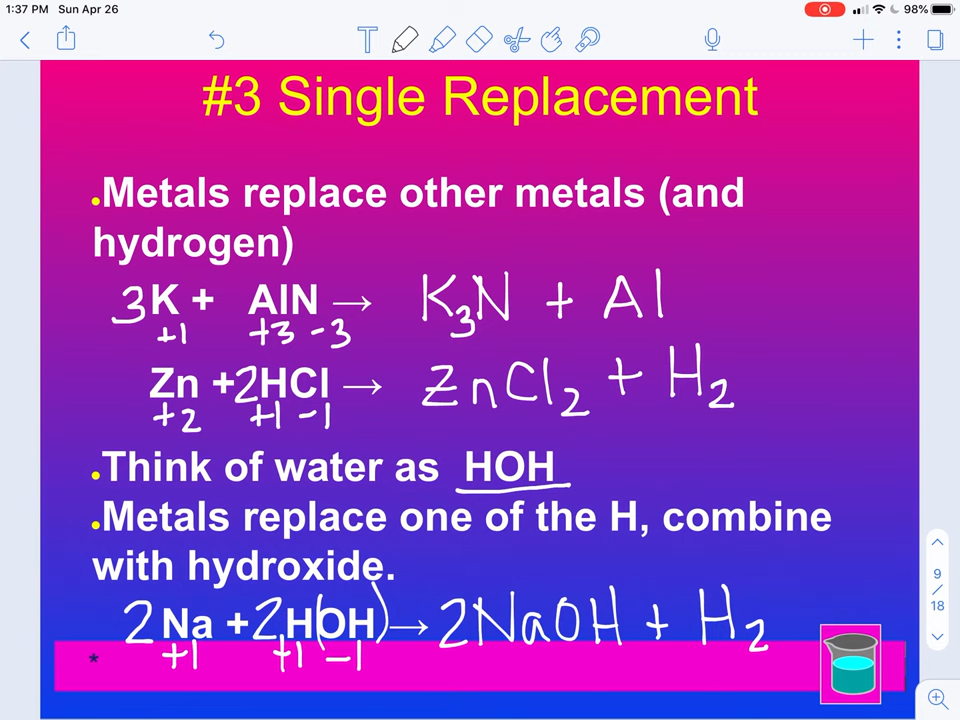 1:37 PM Sun Apr 26 98%
#3 Single Replacement
•Metals replace other metals (and
hydrogen)
3K + AlN → K₃N + Al
+1 +3 -3
Zn + 2HCl → ZnCl₂ + H₂
+2 +1 -1
•Think of water as HOH
•Metals replace one of the H, combine
with hydroxide.
2Na + 2H(OH) → 2NaOH + H₂
+1 +1 -1
*
9
/
18